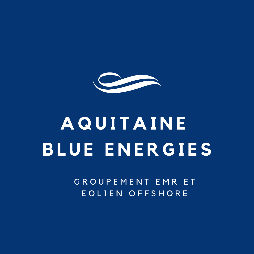 AQUITAINE
BLUE ENERGIES
GROUPEMENT EMR ET
EOLIEN OFFSHORE